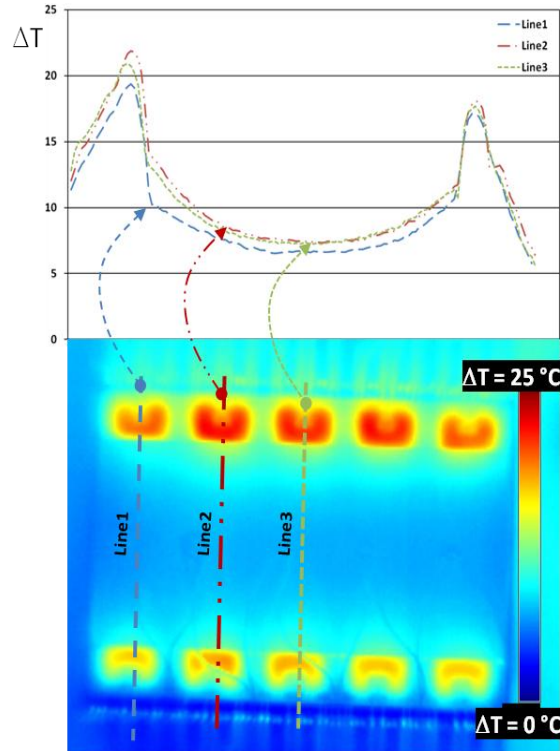 ΔT
25
20
15
10
5
0
Line1
Line2
Line3
ΔT = 25 °C
Line1
Line2
Line3
ΔT = 0 °C